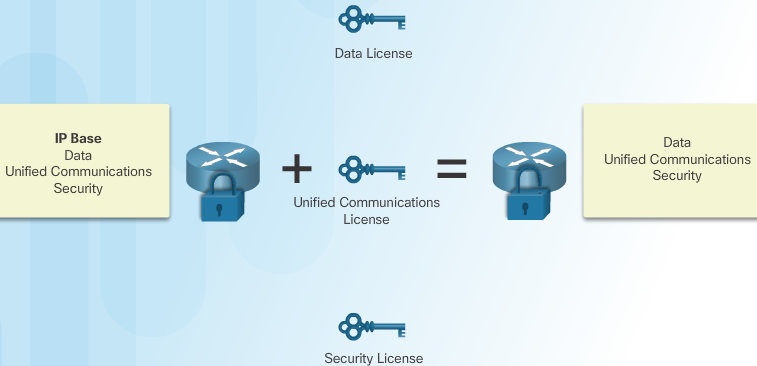 Data License
IP Base
Data
Unified Communications
Security
+
Unified Communications
License
=
Data
Unified Communications
Security
Security License